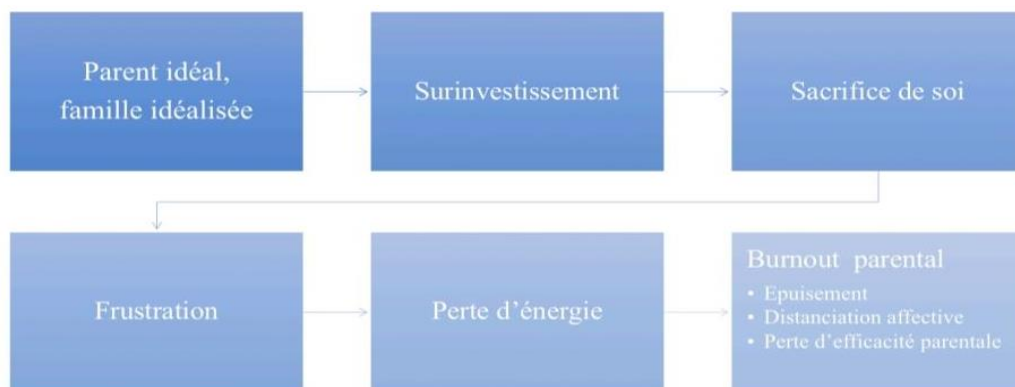 Parent idéal,
famille idéalisée
Surinvestissement
Sacrifice de soi
Frustration
Perte d’énergie
Burnout parental
• Epuisement
• Distanciation affective
• Perte d’efficacité parentale